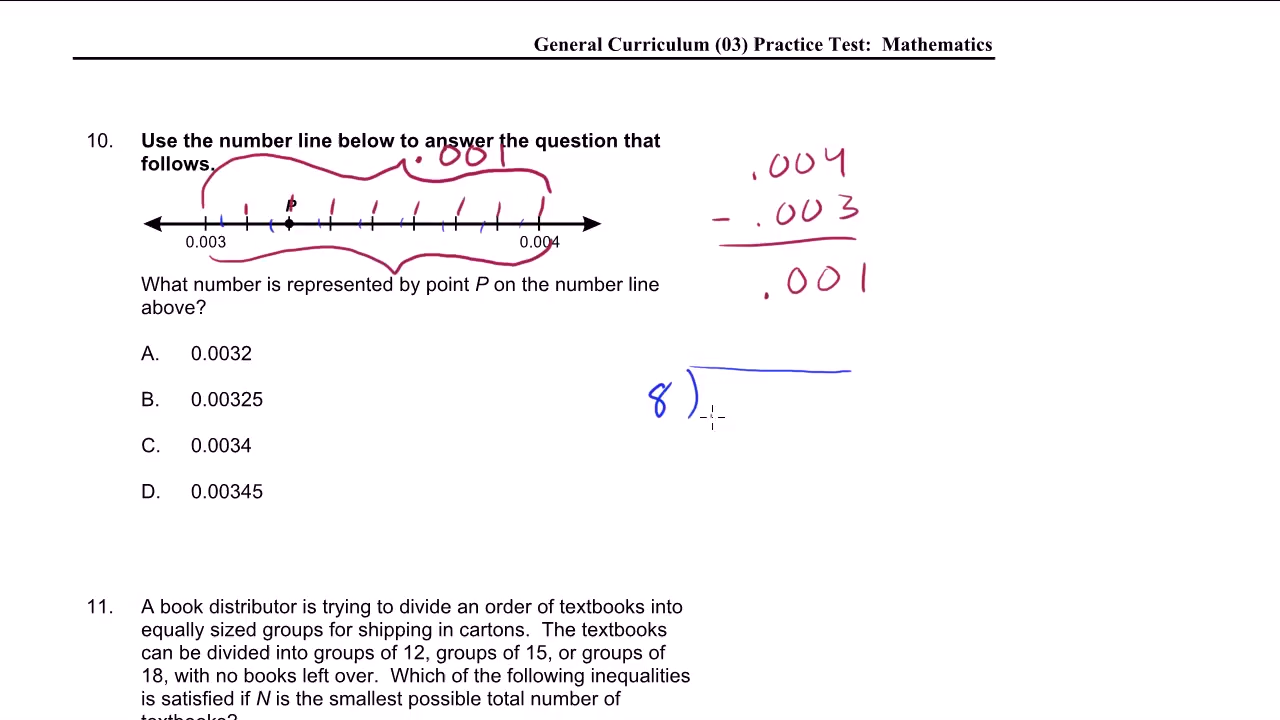 General Curriculum (03) Practice Test: Mathematics
10. Use the number line below to answer the question that
follows.
.001
P
0.003 0.004
What number is represented by point P on the number line
above?
A. 0.0032
B. 0.00325
C. 0.0034
D. 0.00345
.004
- .003
.001
8
11. A book distributor is trying to divide an order of textbooks into
equally sized groups for shipping in cartons. The textbooks
can be divided into groups of 12, groups of 15, or groups of
18, with no books left over. Which of the following inequalities
is satisfied if N is the smallest possible total number of
textbooks?